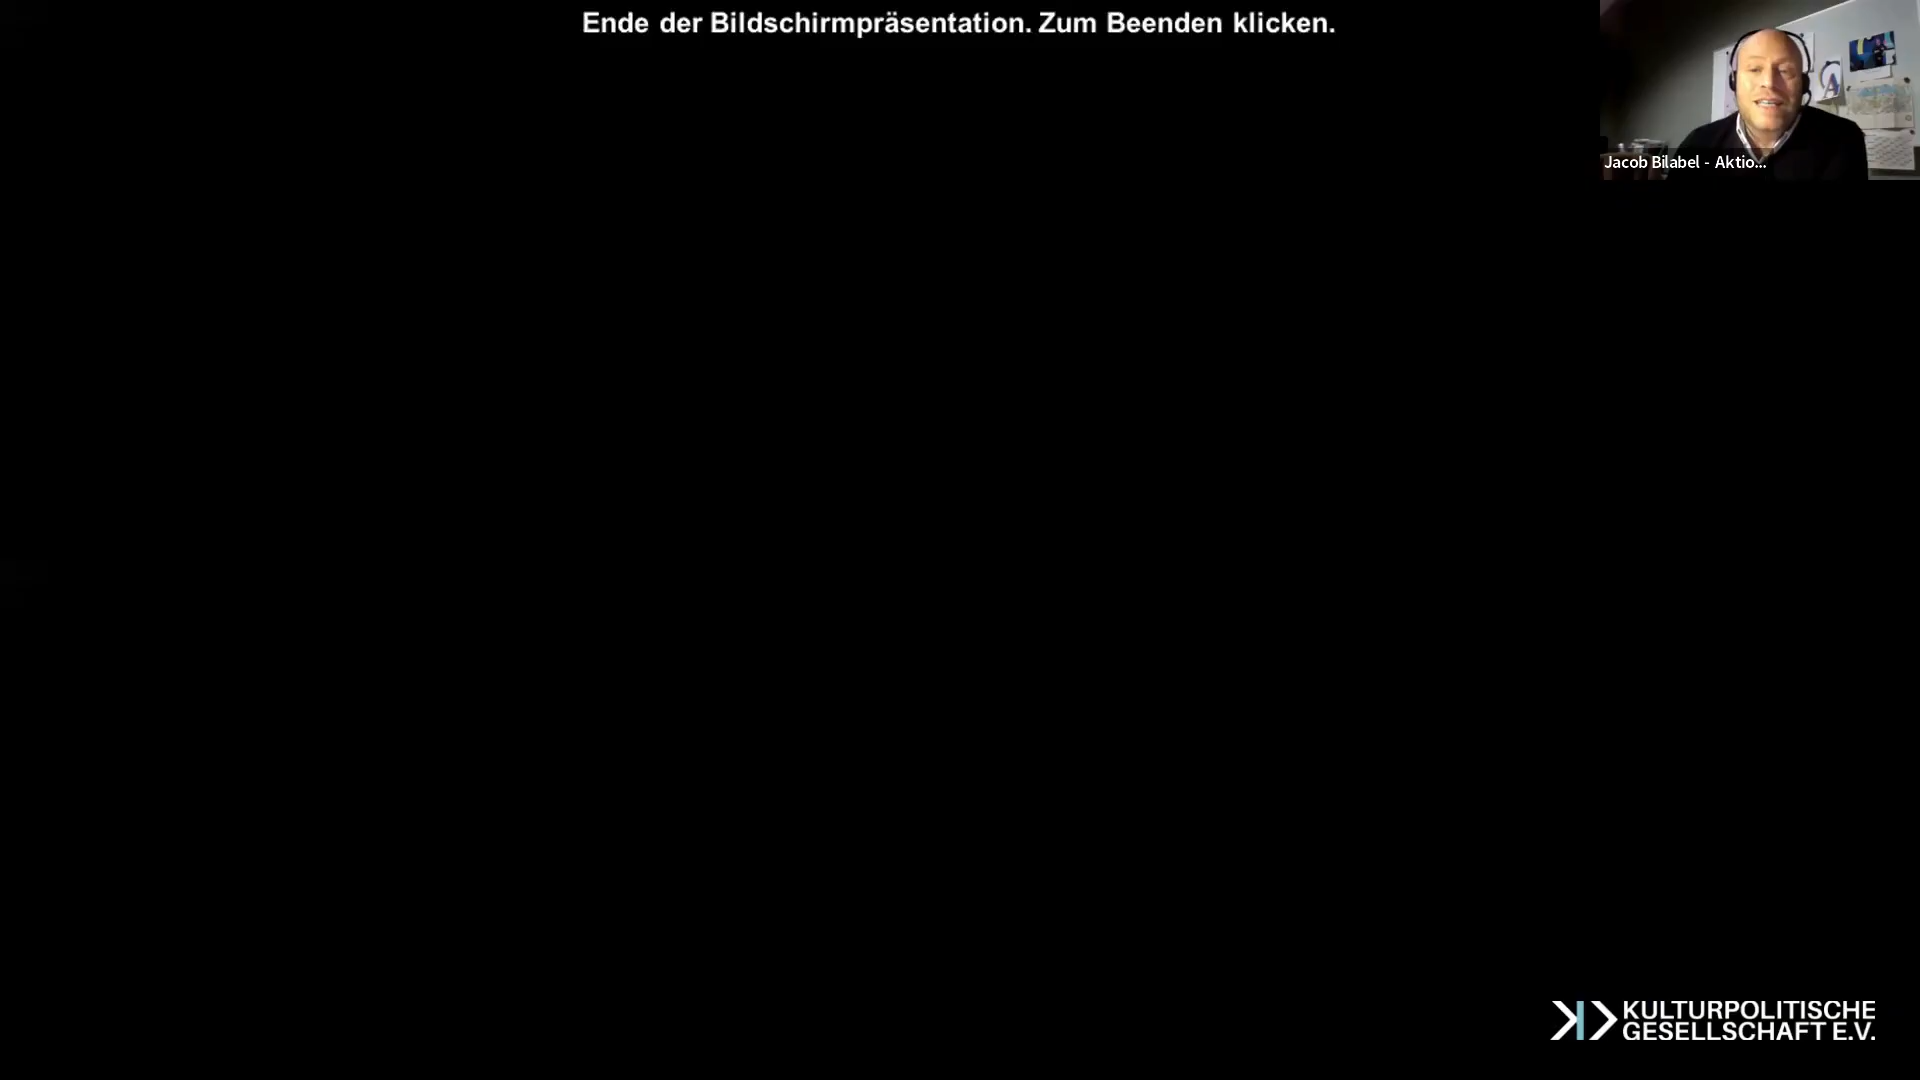 Ende der Bildschirmpräsentation. Zum Beenden klicken.
A
Jacob Bilabel - Aktio...
KULTURPOLITISCHE
GESELLSCHAFT E.V.